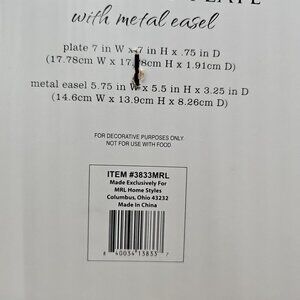 with metal easel
plate 7 in W x 7 in H x .75 in D
(17.78cm W x 17.78cm H x 1.91cm D)
metal easel 5.75 in W x 5.5 in H x 3.25 in D
(14.6cm W x 13.9cm H x 8.26cm D)
FOR DECORATIVE PURPOSES ONLY
NOT FOR USE WITH FOOD
ITEM #3833MRL
Made Exclusively For
MRL Home Styles
Columbus, Ohio 43232
Made In China
8 40034 13833 7